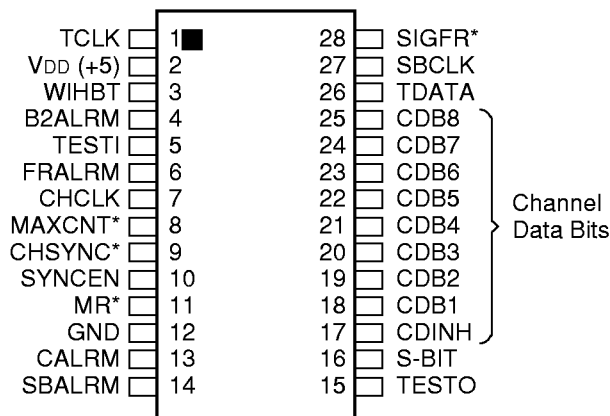 TCLK 1 28 SIGFR*
VDD (+5) 2 27 SBCLK
WIHBT 3 26 TDATA
B2ALRM 4 25 CDB8
TESTI 5 24 CDB7
FRALRM 6 23 CDB6
CHCLK 7 22 CDB5
MAXCNT* 8 21 CDB4
CHSYNC* 9 20 CDB3
SYNCEN 10 19 CDB2
MR* 11 18 CDB1
GND 12 17 CDINH
CALRM 13 16 S-BIT
SBALRM 14 15 TESTO
Channel
Data Bits